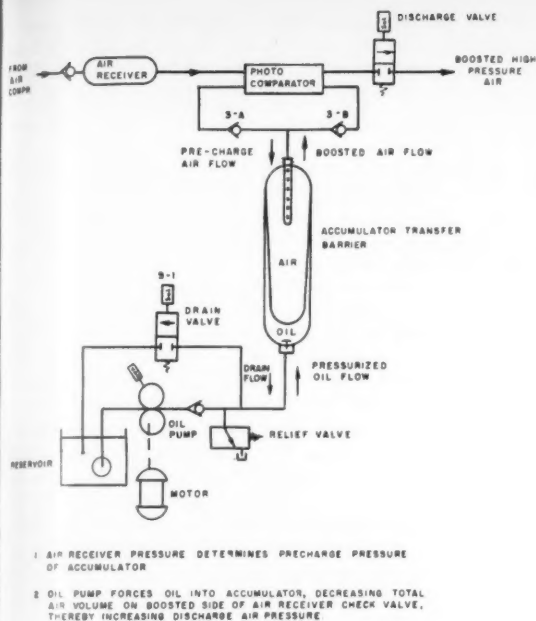 DISCHARGE VALVE
FROM
AIR
COMPR.
AIR
RECEIVER
PHOTO
COMPARATOR
BOOSTED HIGH
PRESSURE
AIR
3-A
3-B
PRE-CHARGE
AIR FLOW
BOOSTED AIR FLOW
ACCUMULATOR TRANSFER
BARRIER
AIR
OIL
S-1
DRAIN
VALVE
DRAIN
FLOW
PRESSURIZED
OIL FLOW
OIL
PUMP
RELIEF VALVE
RESERVOIR
MOTOR
1 AIR RECEIVER PRESSURE DETERMINES PRECHARGE PRESSURE
OF ACCUMULATOR
2 OIL PUMP FORCES OIL INTO ACCUMULATOR, DECREASING TOTAL
AIR VOLUME ON BOOSTED SIDE OF AIR RECEIVER CHECK VALVE,
THEREBY INCREASING DISCHARGE AIR PRESSURE